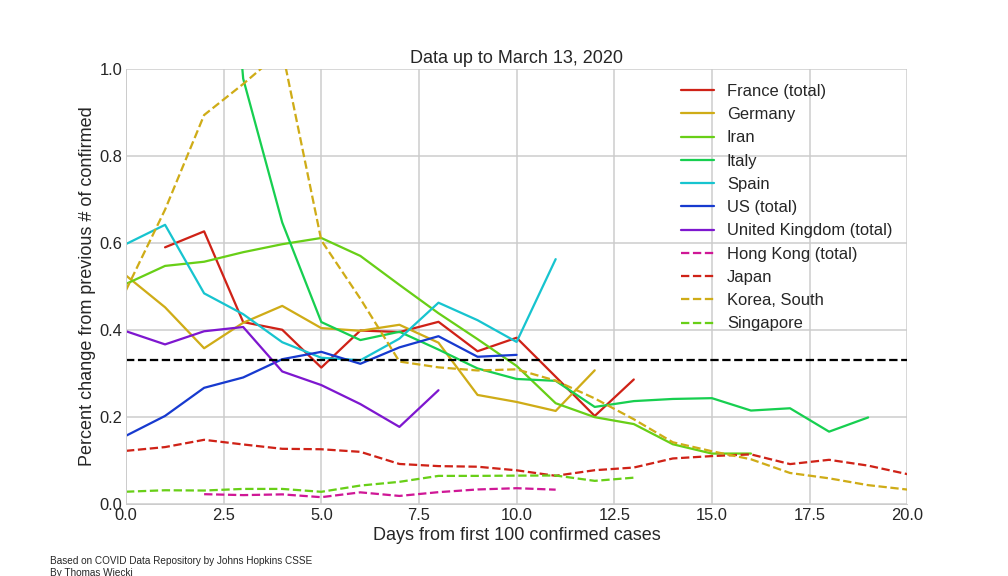 Data up to March 13, 2020
Percent change from previous # of confirmed
1.0
0.8
0.6
0.4
0.2
0.0
France (total)
Germany
Iran
Italy
Spain
US (total)
United Kingdom (total)
Hong Kong (total)
Japan
Korea, South
Singapore
0.0 2.5 5.0 7.5 10.0 12.5 15.0 17.5 20.0
Days from first 100 confirmed cases
Based on COVID Data Repository by Johns Hopkins CSSE
By Thomas Wiecki